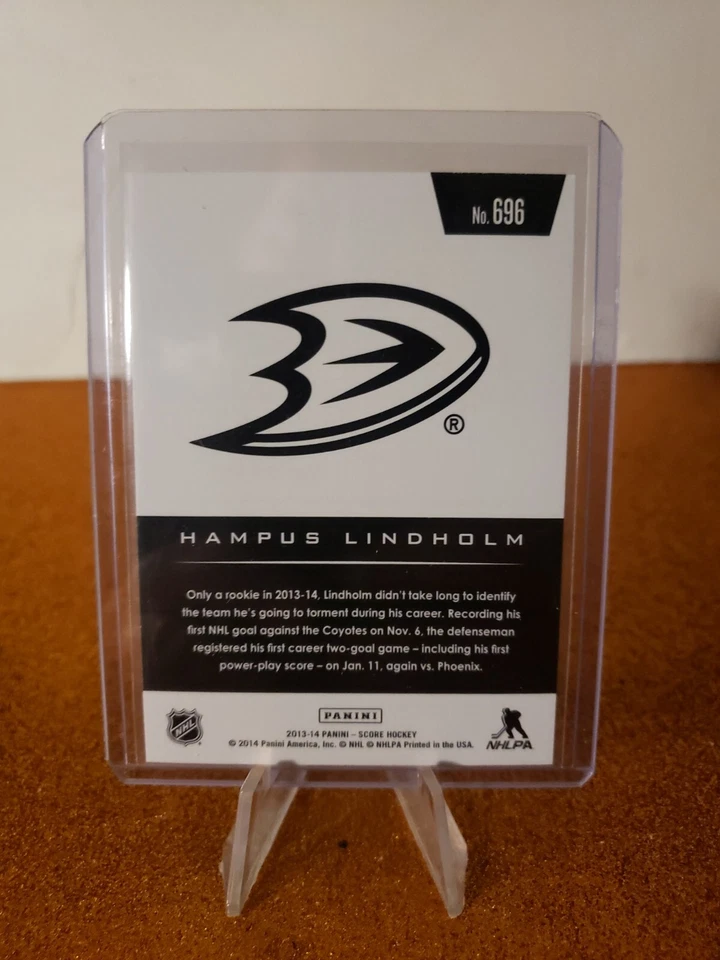 No. 696
®
HAMPUS LINDHOLM
Only a rookie in 2013-14, Lindholm didn't take long to identify
the team he's going to torment during his career. Recording his
first NHL goal against the Coyotes on Nov. 6, the defenseman
registered his first career two-goal game – including his first
power-play score – on Jan. 11, again vs. Phoenix.
PANINI
NHL
2013-14 PANINI – SCORE HOCKEY
© 2014 Panini America, Inc. © NHL © NHLPA Printed in the USA.
NHLPA